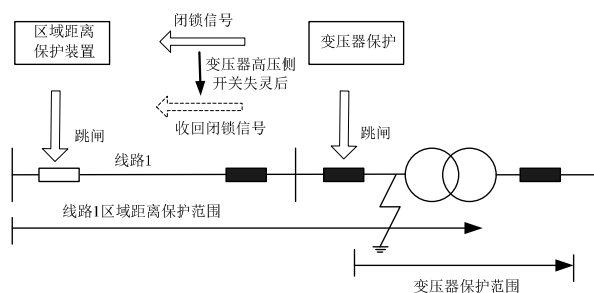 闭锁信号
区域距离
保护装置
变压器保护
变压器高压侧
开关失灵后
收回闭锁信号
跳闸
跳闸
线路1
线路1区域距离保护范围
变压器保护范围